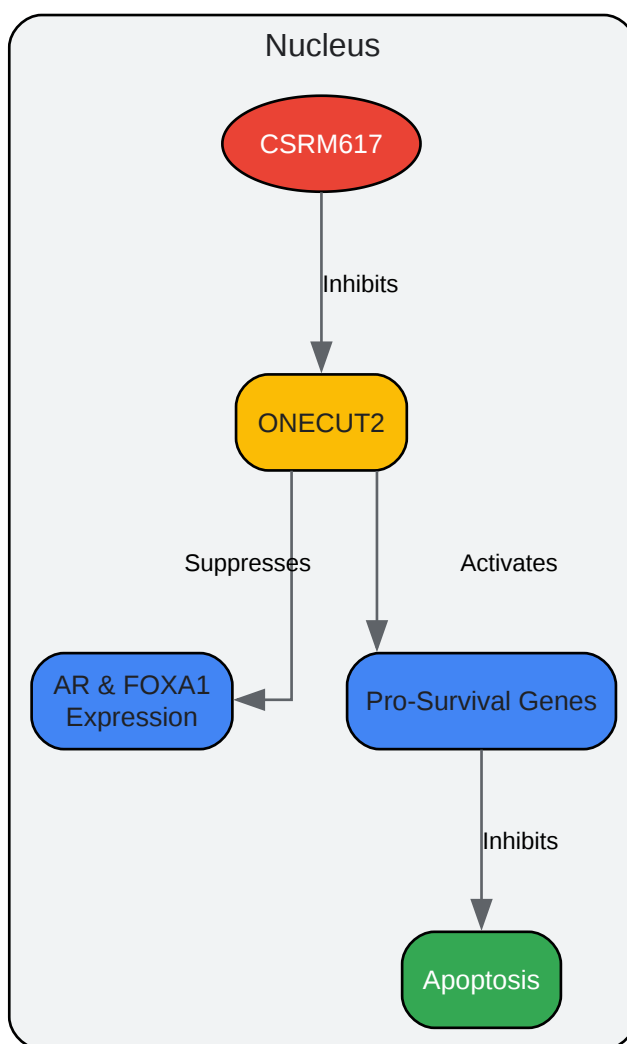 Nucleus
CSRM617
Inhibits
ONECUT2
Suppresses
Activates
AR & FOXA1
Expression
Pro-Survival Genes
Inhibits
Apoptosis